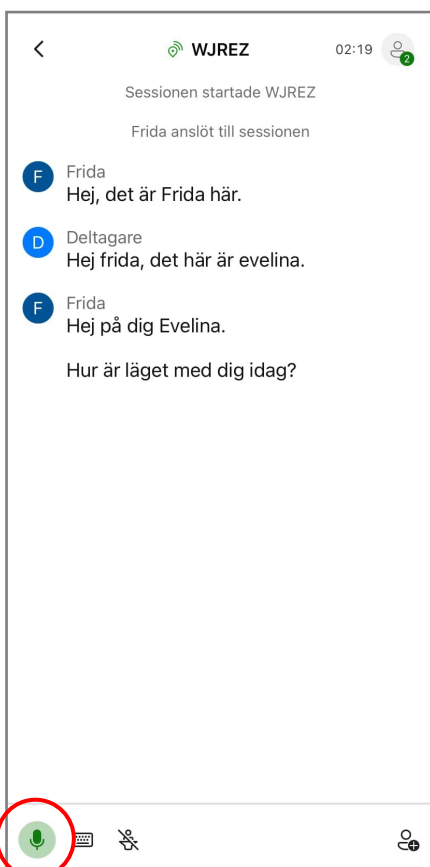 WJREZ
02:19
2
Sessionen startade WJREZ
Frida anslöt till sessionen
F
Frida
Hej, det är Frida här.
D
Deltagare
Hej frida, det här är evelina.
F
Frida
Hej på dig Evelina.
Hur är läget med dig idag?